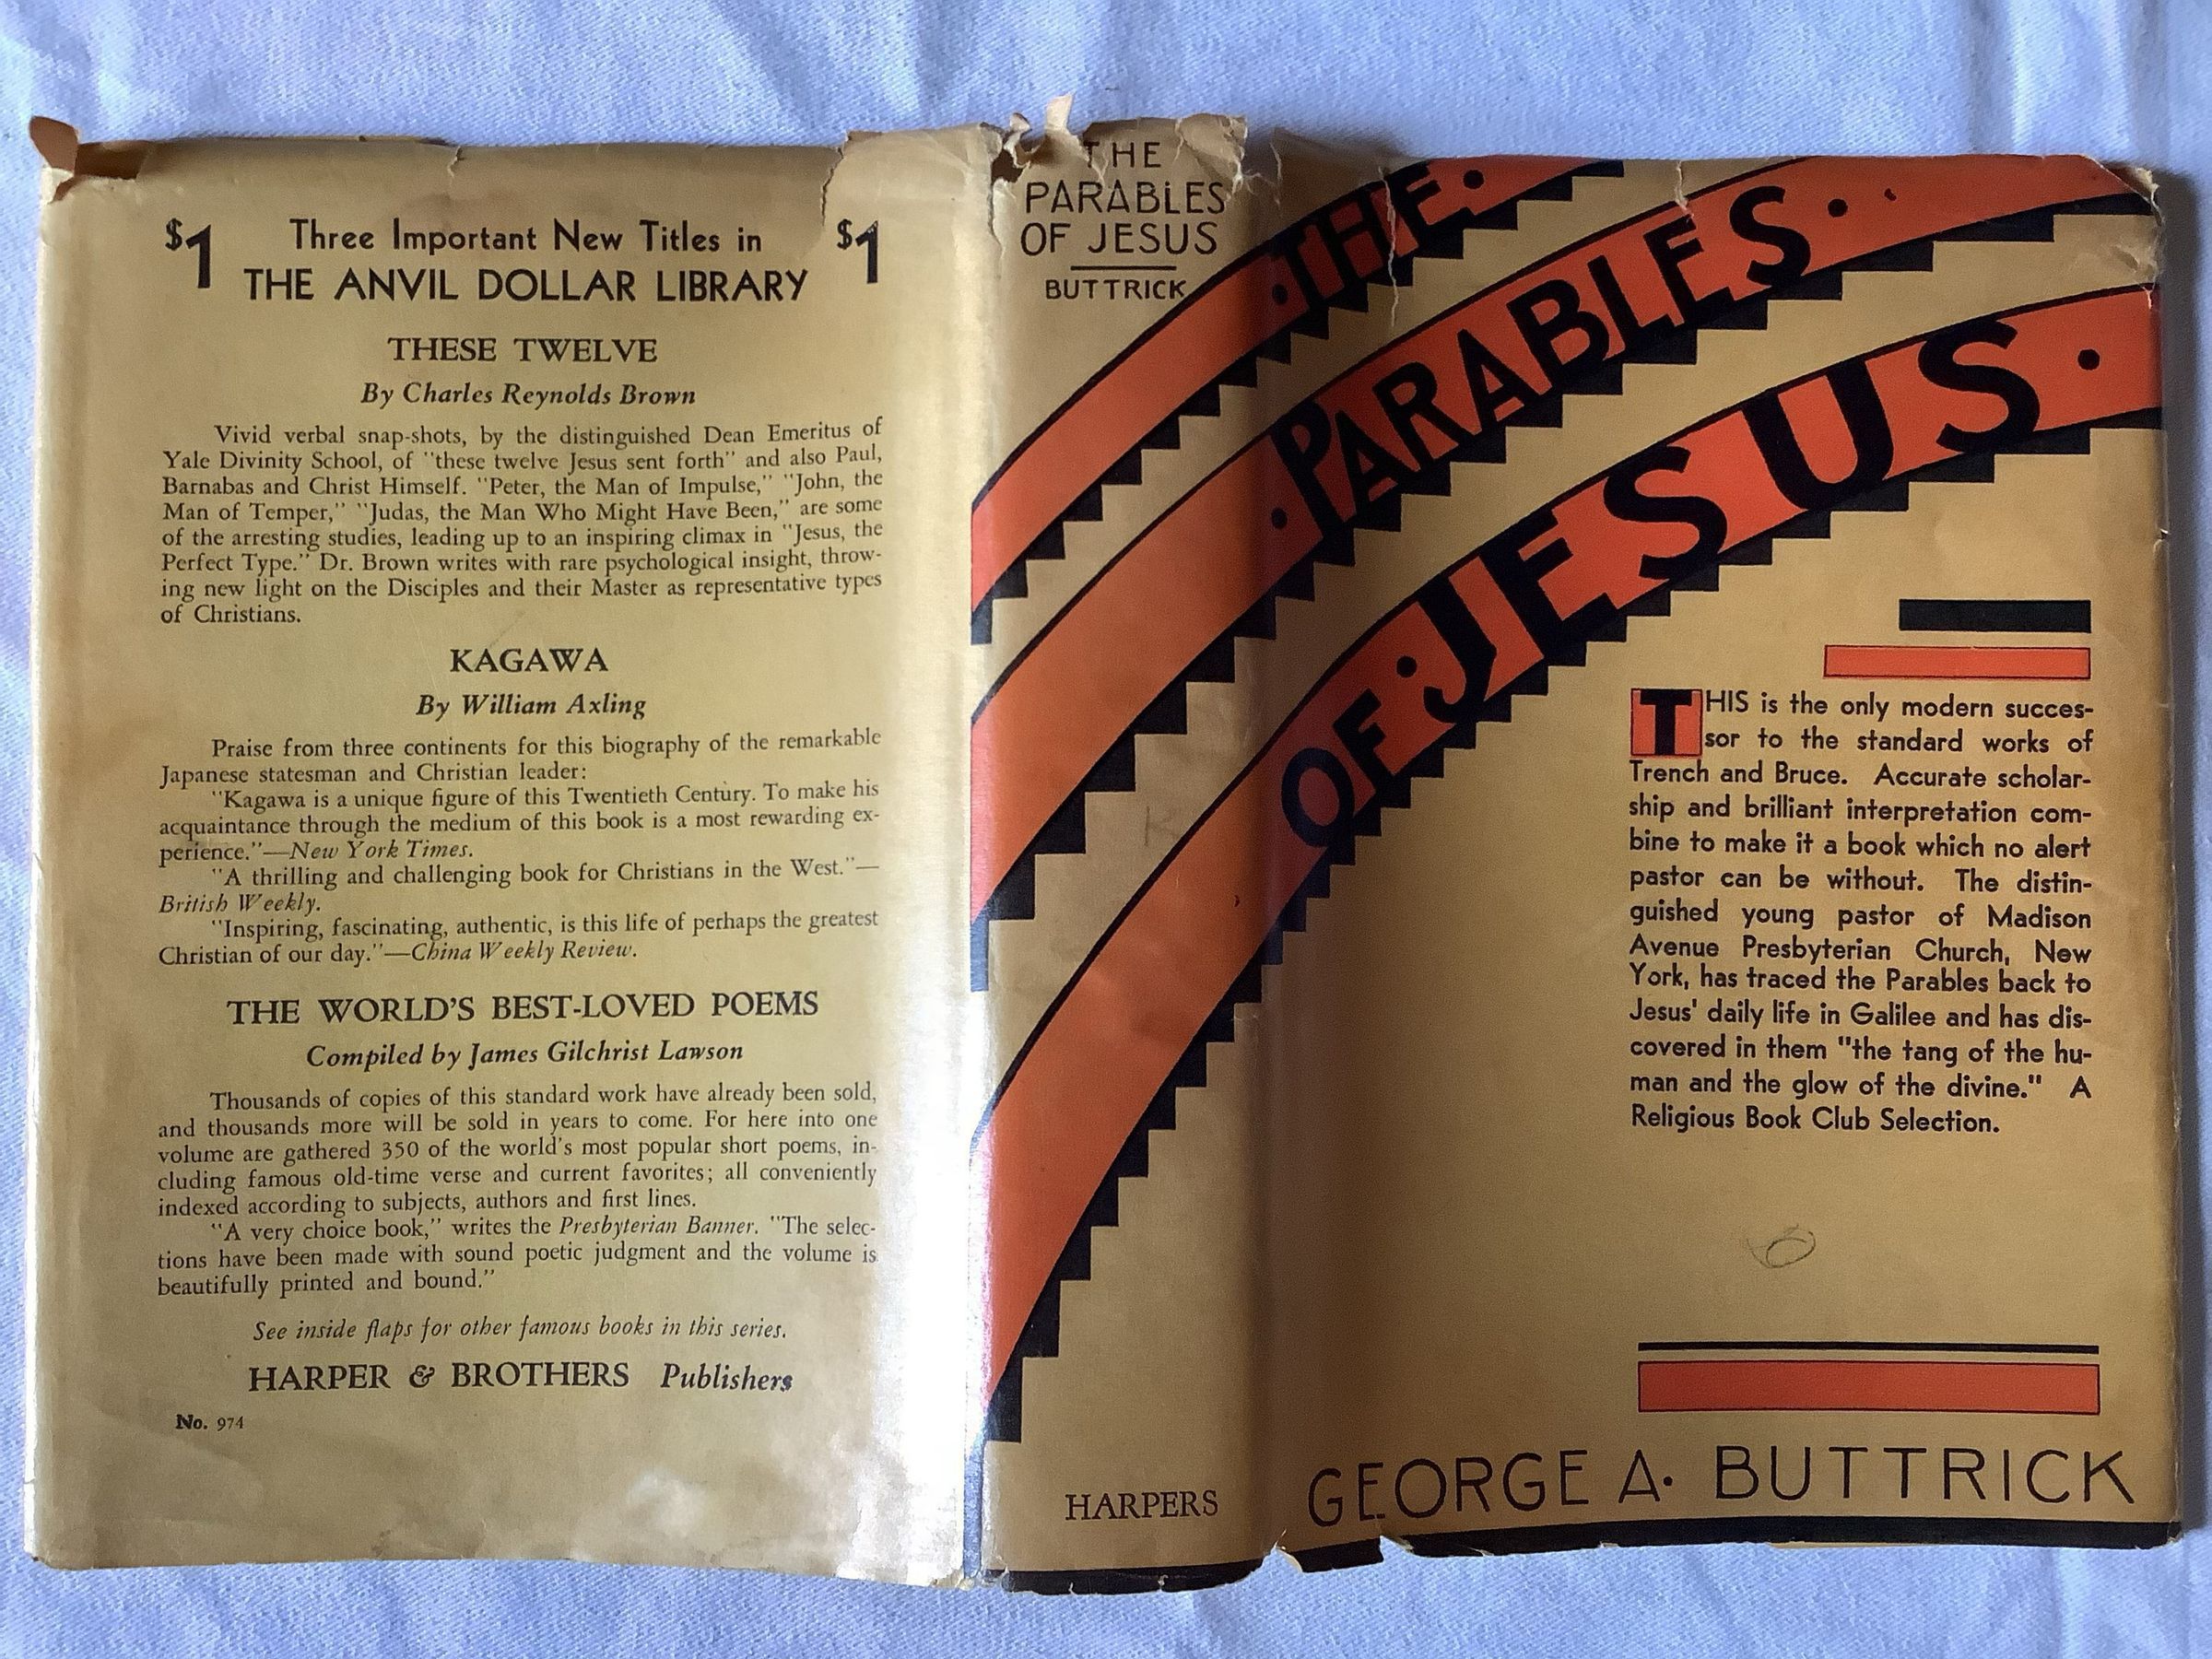 $1 Three Important New Titles in $1
THE ANVIL DOLLAR LIBRARY
THESE TWELVE
By Charles Reynolds Brown
Vivid verbal snap-shots, by the distinguished Dean Emeritus of
Yale Divinity School, of "these twelve Jesus sent forth" and also Paul,
Barnabas and Christ Himself. "Peter, the Man of Impulse," "John, the
Man of Temper," "Judas, the Man Who Might Have Been," are some
of the arresting studies, leading up to an inspiring climax in "Jesus, the
Perfect Type." Dr. Brown writes with rare psychological insight, throw-
ing new light on the Disciples and their Master as representative types
of Christians.
KAGAWA
By William Axling
Praise from three continents for this biography of the remarkable
Japanese statesman and Christian leader:
"Kagawa is a unique figure of this Twentieth Century. To make his
acquaintance through the medium of this book is a most rewarding ex-
perience."—New York Times.
"A thrilling and challenging book for Christians in the West."—
British Weekly.
"Inspiring, fascinating, authentic, is this life of perhaps the greatest
Christian of our day."—China Weekly Review.
THE WORLD'S BEST-LOVED POEMS
Compiled by James Gilchrist Lawson
Thousands of copies of this standard work have already been sold,
and thousands more will be sold in years to come. For here into one
volume are gathered 350 of the world's most popular short poems, in-
cluding famous old-time verse and current favorites; all conveniently
indexed according to subjects, authors and first lines.
"A very choice book," writes the Presbyterian Banner. "The selec-
tions have been made with sound poetic judgment and the volume is
beautifully printed and bound."
See inside flaps for other famous books in this series.
HARPER & BROTHERS Publishers
No. 974
THE
PARABLES
OF JESUS
BUTTRICK
HARPERS
·THE·
·PARABLES·
OF·JESUS·
THIS is the only modern succes-
sor to the standard works of
Trench and Bruce. Accurate scholar-
ship and brilliant interpretation com-
bine to make it a book which no alert
pastor can be without. The distin-
guished young pastor of Madison
Avenue Presbyterian Church, New
York, has traced the Parables back to
Jesus' daily life in Galilee and has dis-
covered in them "the tang of the hu-
man and the glow of the divine." A
Religious Book Club Selection.
GEORGE A· BUTTRICK